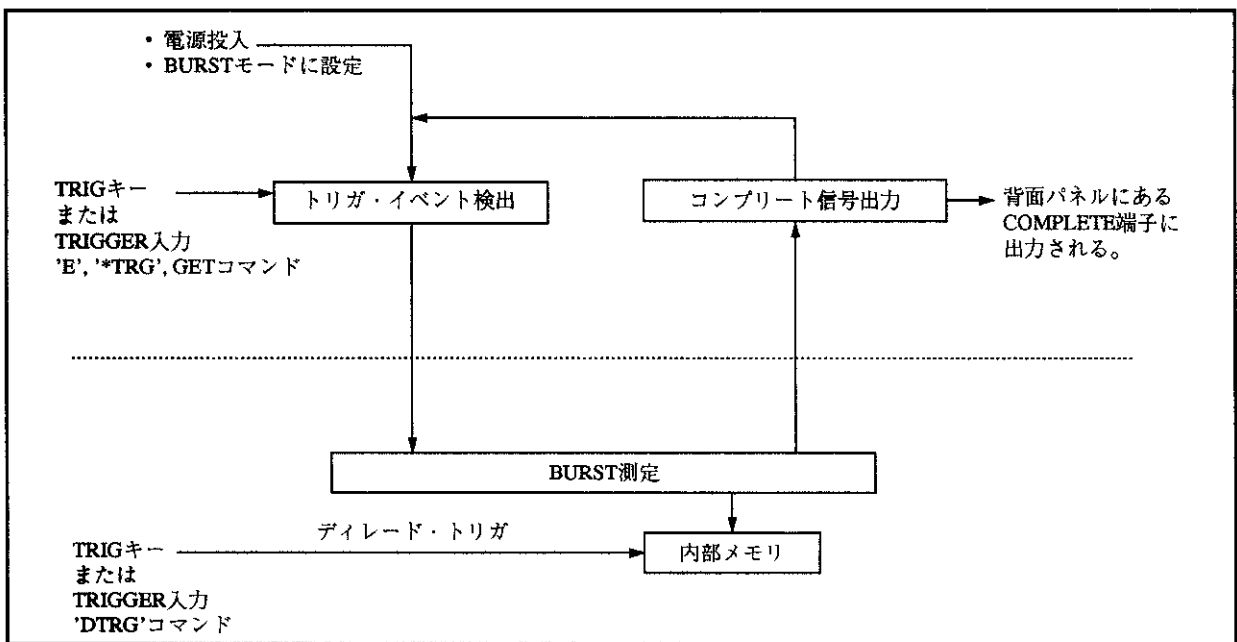 ・ 電源投入
・ BURSTモードに設定
TRIGキー
または
TRIGGER入力
'E', '*TRG', GETコマンド
トリガ・イベント検出
コンプリート信号出力
背面パネルにある
COMPLETE端子に
出力される。
BURST測定
ディレード・トリガ
内部メモリ
TRIGキー
または
TRIGGER入力
'DTRG'コマンド